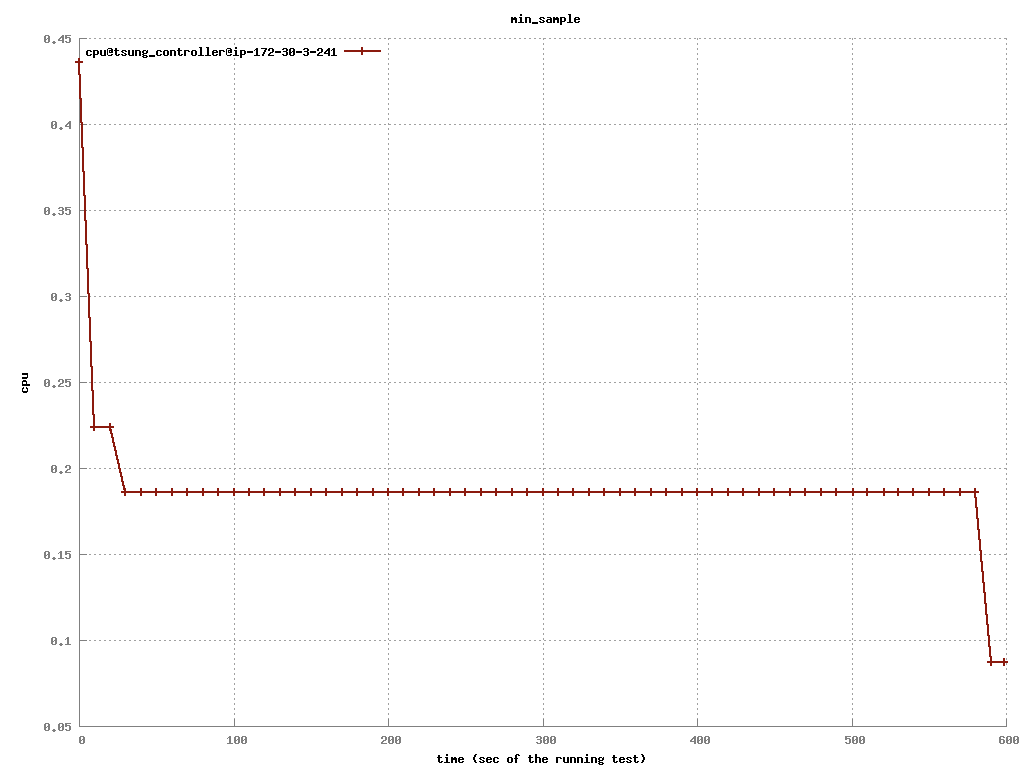 min_sample
0.45
cpu@tsung_controller@ip-172-30-3-241
0.4
0.35
0.3
0.25
cpu
0.2
0.15
0.1
0.05
0 100 200 300 400 500 600
time (sec of the running test)